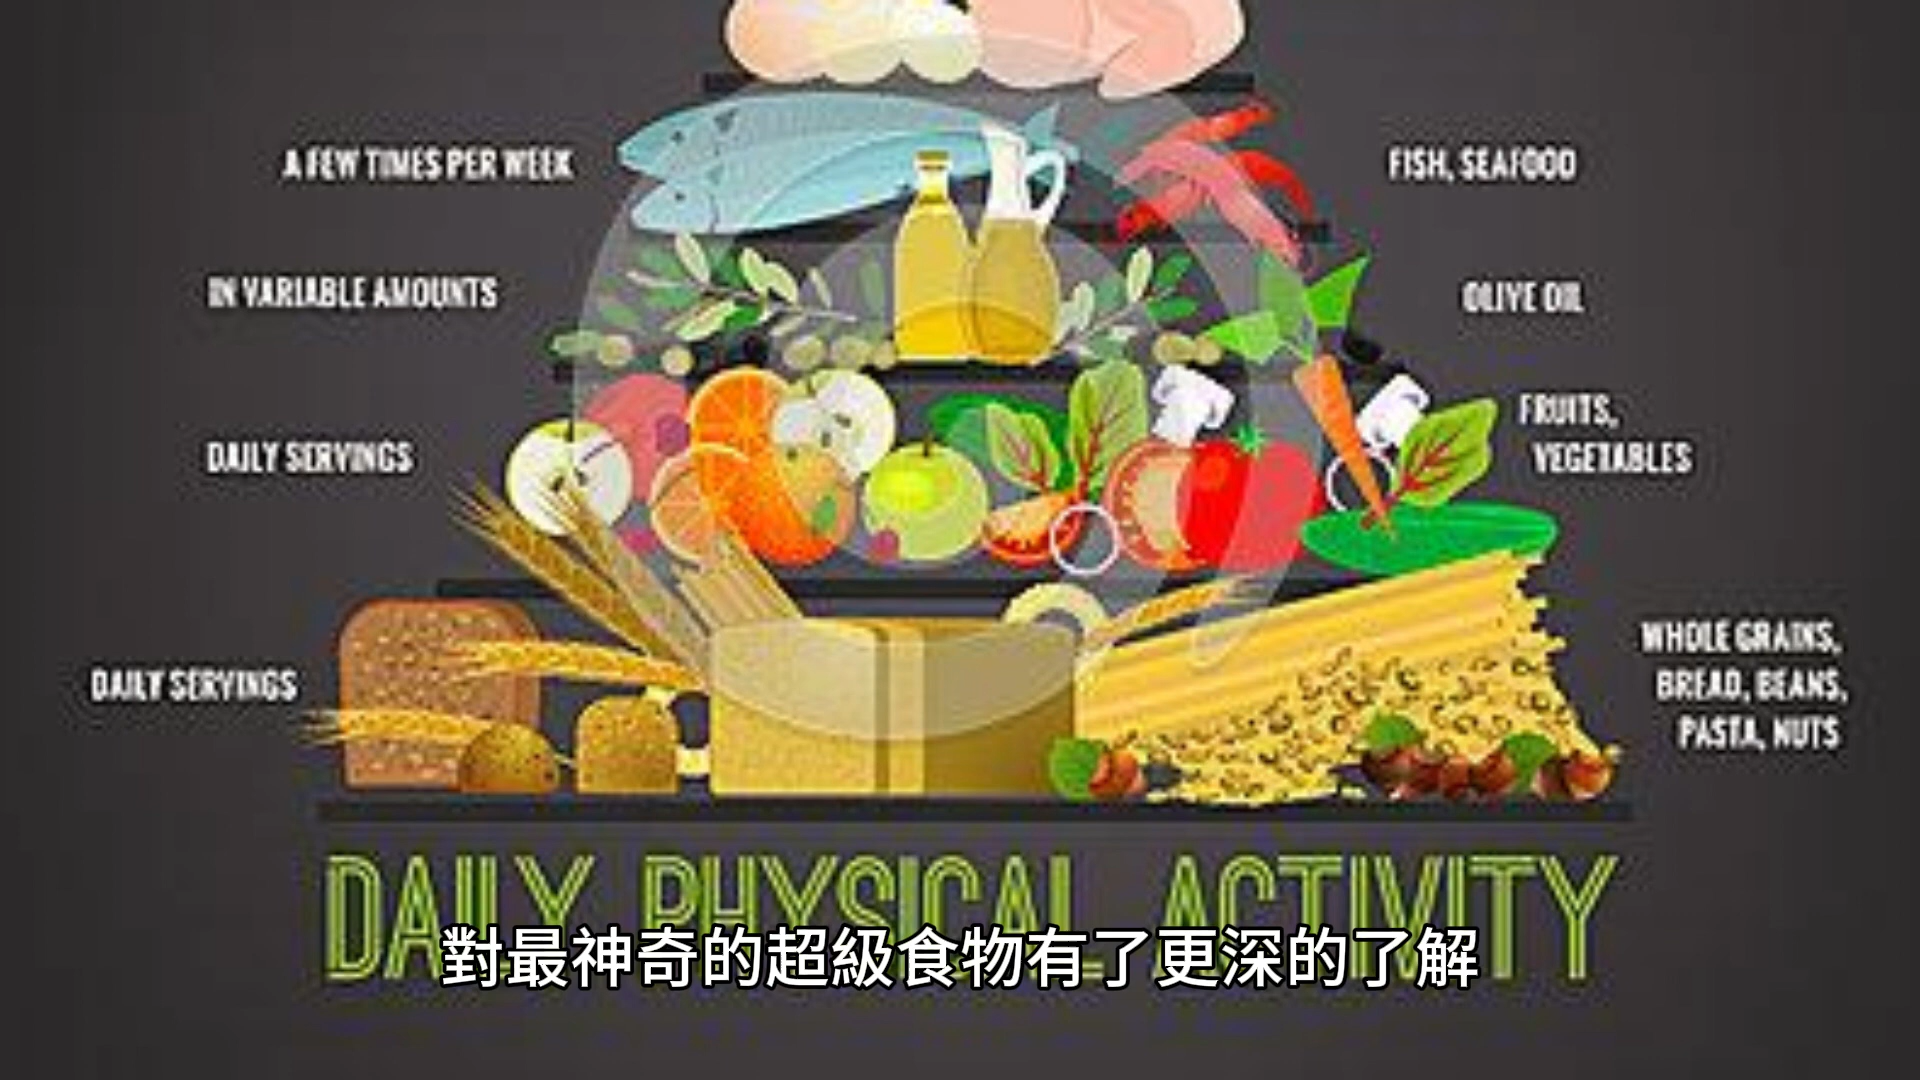 A FEW TIMES PER WEEK
FISH, SEAFOOD
IN VARIABLE AMOUNTS
OLIVE OIL
DAILY SERVINGS
FRUITS,
VEGETABLES
DAILY SERVINGS
WHOLE GRAINS,
BREAD, BEANS,
PASTA, NUTS
DAILY PHYSICAL ACTIVITY
對最神奇的超級食物有了更深的了解